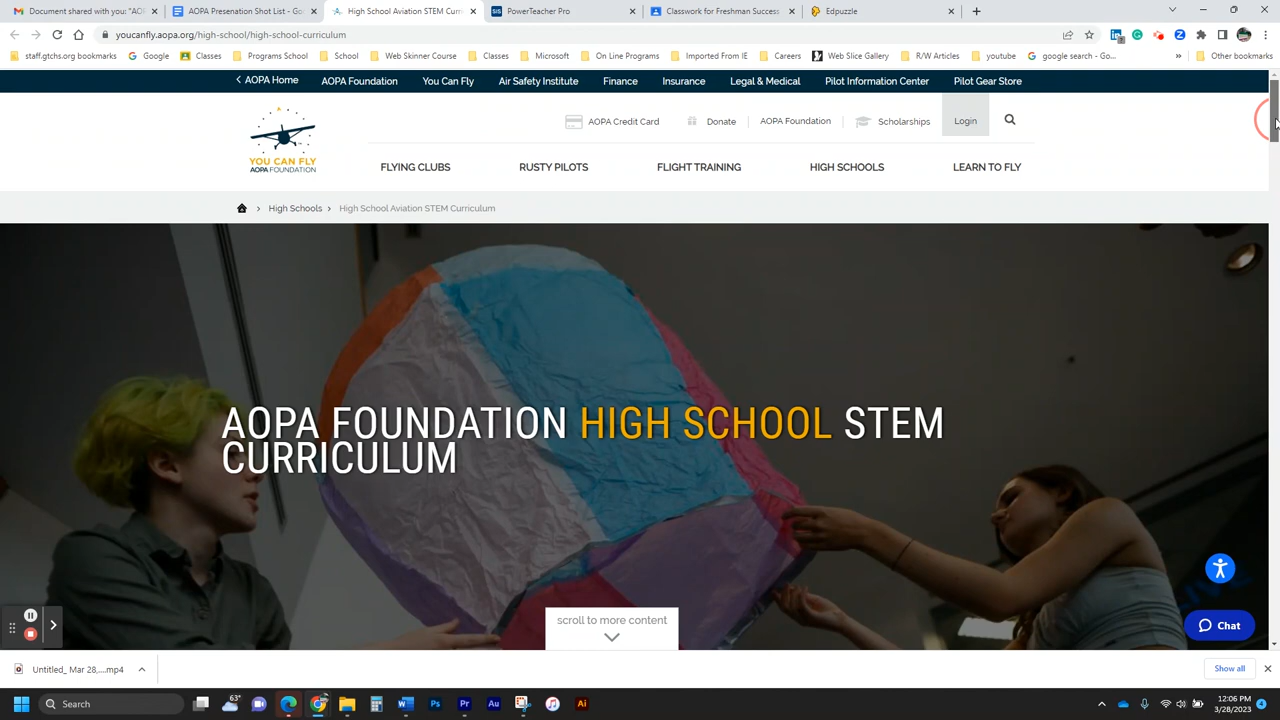 Document shared with you: "AO
AOPA Presenation Shot List - Go
High School Aviation STEM Curri
PowerTeacher Pro
Classwork for Freshman Success
Edpuzzle
youcanfly.aopa.org/high-school/high-school-curriculum
staff.gtchs.org bookmarks
Google
Classes
Programs School
School
Web Skinner Course
Classes
Microsoft
On Line Programs
Imported From IE
Careers
Web Slice Gallery
R/W Articles
youtube
google search - Go...
Other bookmarks
AOPA Home
AOPA Foundation
You Can Fly
Air Safety Institute
Finance
Insurance
Legal & Medical
Pilot Information Center
Pilot Gear Store
AOPA Credit Card
Donate
AOPA Foundation
Scholarships
Login
YOU CAN FLY
AOPA FOUNDATION
FLYING CLUBS
RUSTY PILOTS
FLIGHT TRAINING
HIGH SCHOOLS
LEARN TO FLY
High Schools
High School Aviation STEM Curriculum
AOPA FOUNDATION HIGH SCHOOL STEM
CURRICULUM
scroll to more content
Chat
Untitled_ Mar 28,....mp4
Show all
Search
63°
12:06 PM
3/28/2023